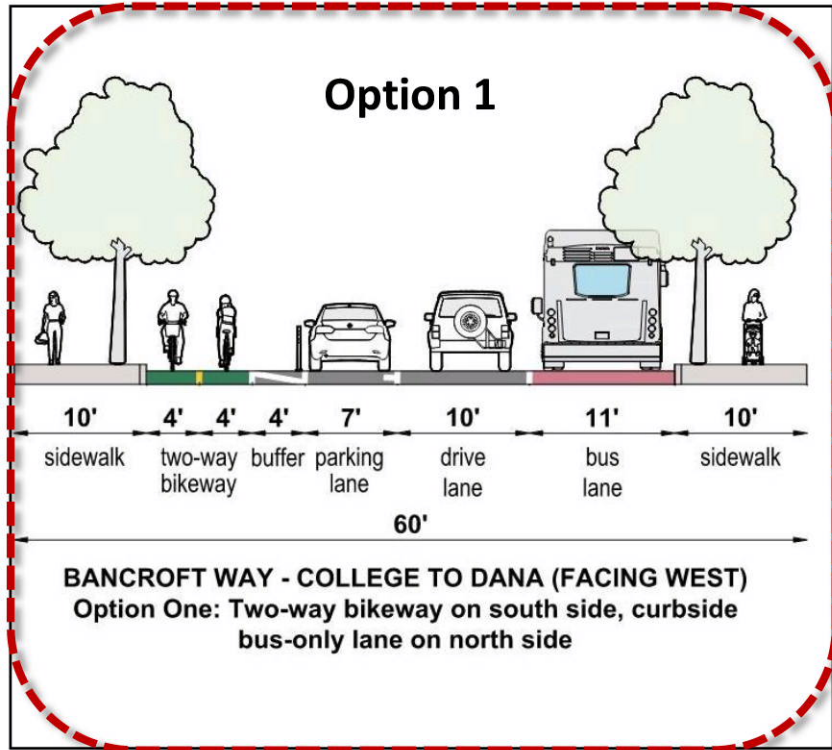 Option 1
10' 4' 4' 4' 7' 10' 11' 10'
sidewalk two-way buffer parking drive bus sidewalk
bikeway lane lane lane
60'
BANCROFT WAY - COLLEGE TO DANA (FACING WEST)
Option One: Two-way bikeway on south side, curbside
bus-only lane on north side